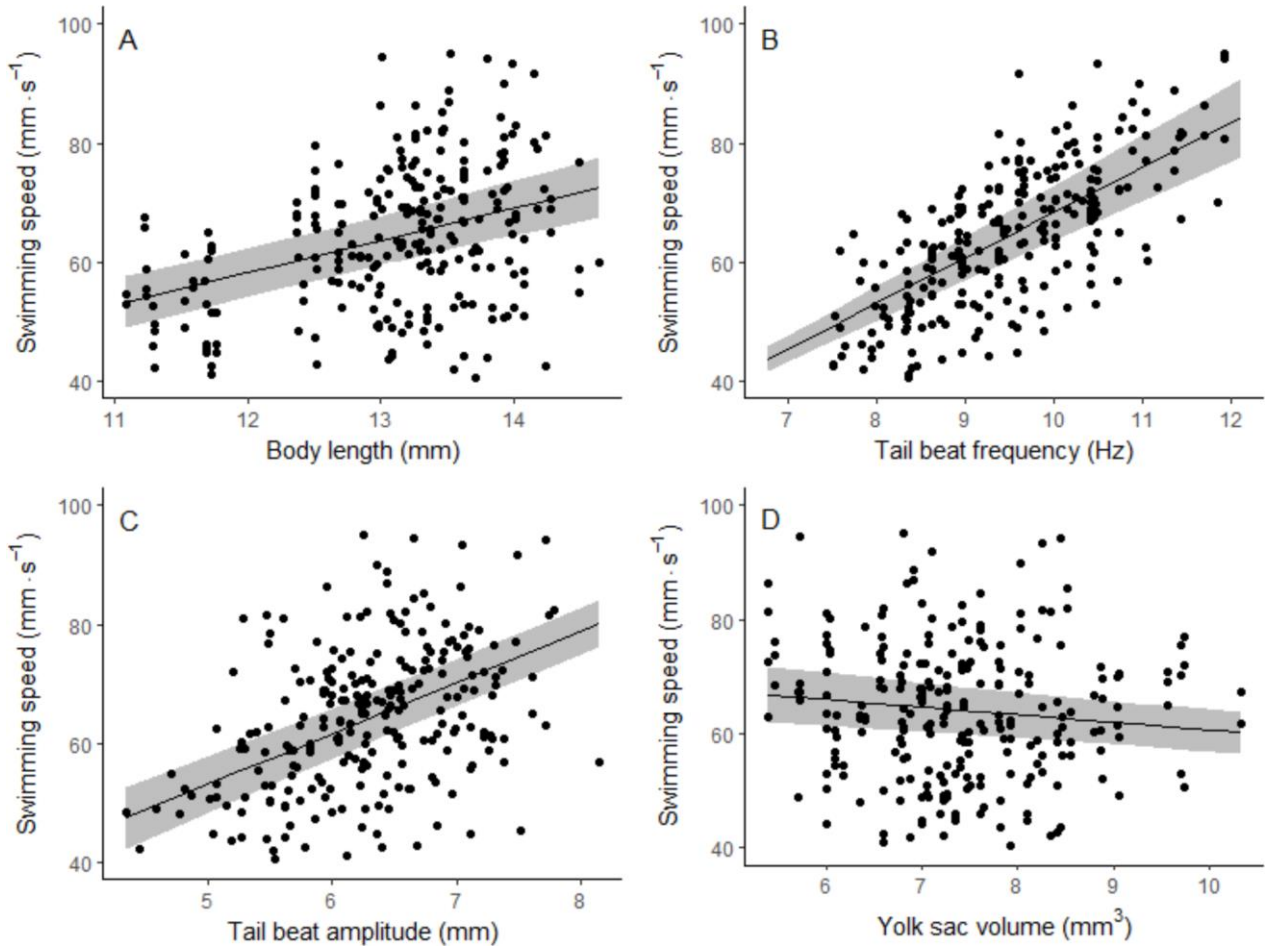 A
Swimming speed (mm · s⁻¹)
100
80
60
40
11 12 13 14
Body length (mm)
B
Swimming speed (mm · s⁻¹)
100
80
60
40
7 8 9 10 11 12
Tail beat frequency (Hz)
C
Swimming speed (mm · s⁻¹)
100
80
60
40
5 6 7 8
Tail beat amplitude (mm)
D
Swimming speed (mm · s⁻¹)
100
80
60
40
6 7 8 9 10
Yolk sac volume (mm³)